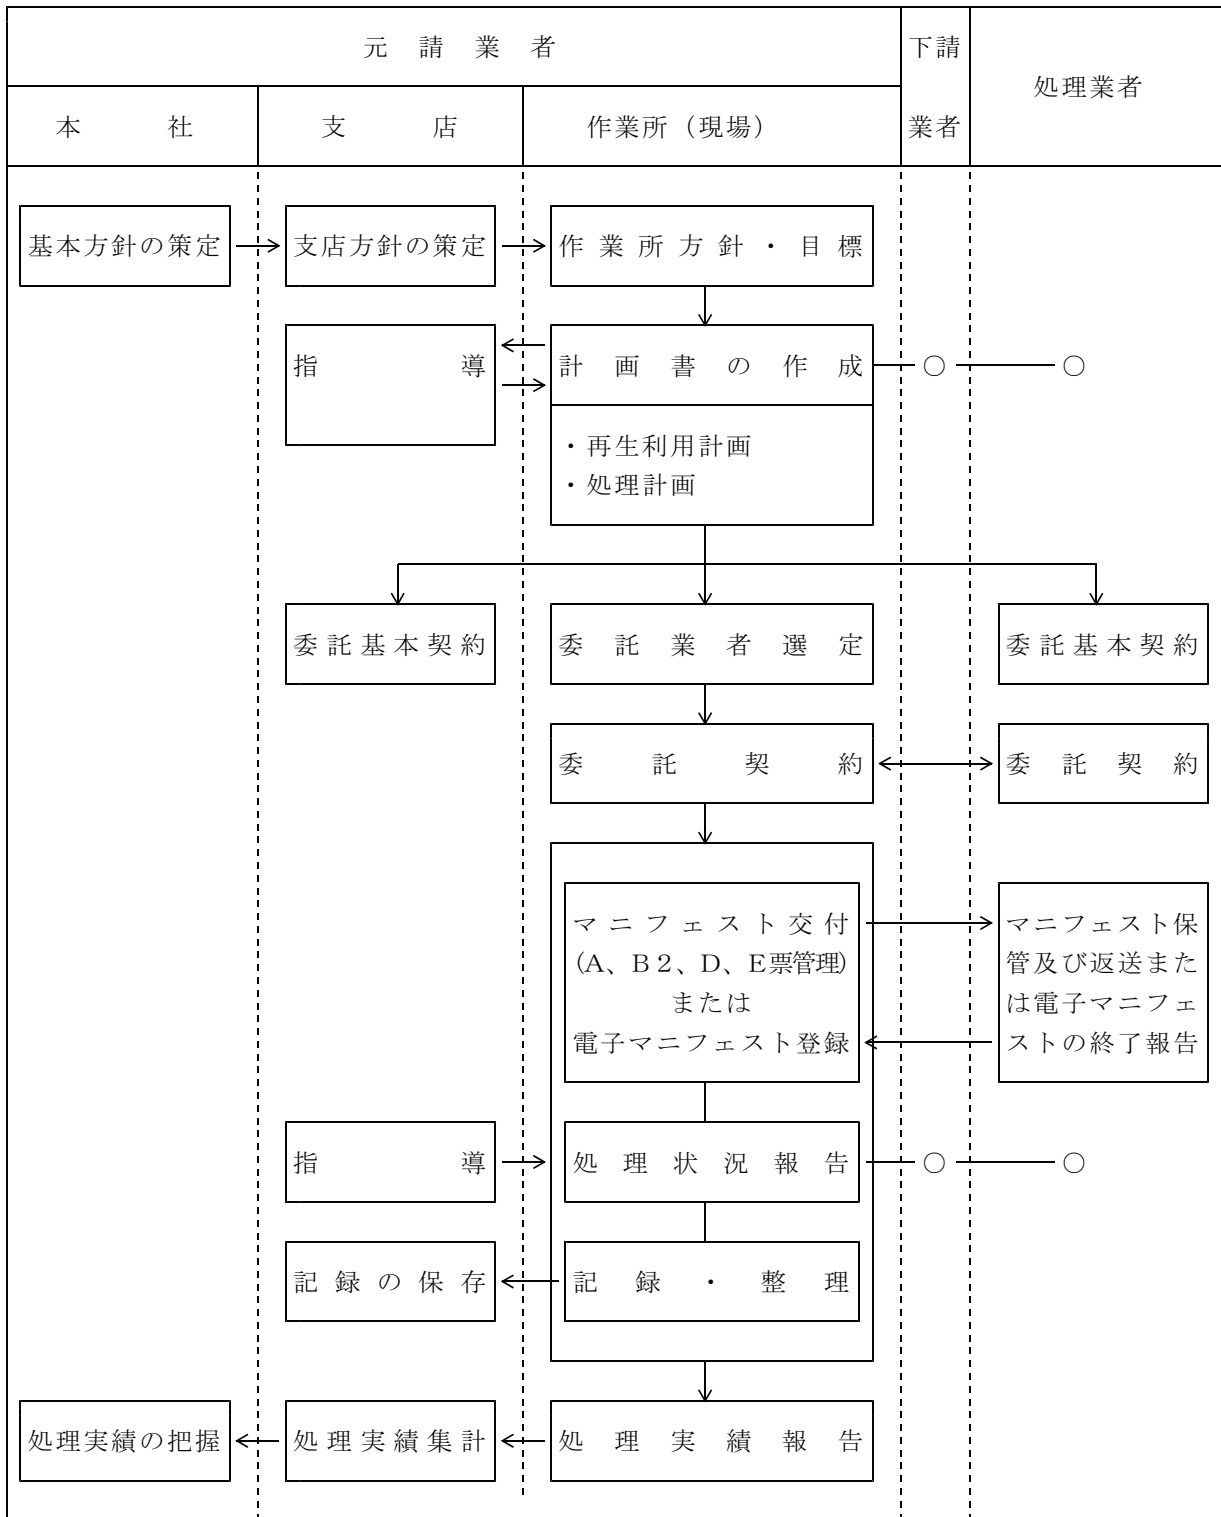 元請業者
下請業者
処理業者
本社
支店
作業所（現場）
基本方針の策定
支店方針の策定
作業所方針・目標
指導
計画書の作成
○
○
・再生利用計画
・処理計画
委託基本契約
委託業者選定
委託基本契約
委託契約
委託契約
マニフェスト交付
(A、B２、D、E票管理)
または
電子マニフェスト登録
マニフェスト保
管及び返送また
は電子マニフェ
ストの終了報告
指導
処理状況報告
○
○
記録の保存
記録・整理
処理実績の把握
処理実績集計
処理実績報告